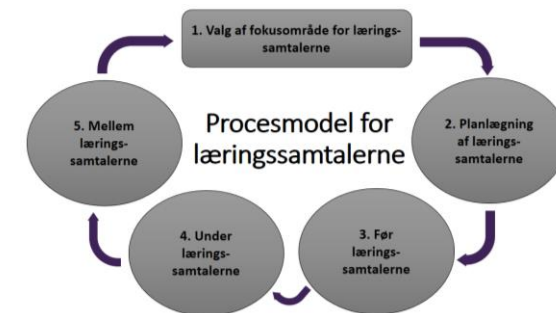 1. Valg af fokusområde for lærings-
samtalerne
Procesmodel for
læringssamtalerne
2. Planlægning
af lærings-
samtalerne
3. Før
lærings-
samtalerne
4. Under
lærings-
samtalerne
5. Mellem
lærings-
samtalerne